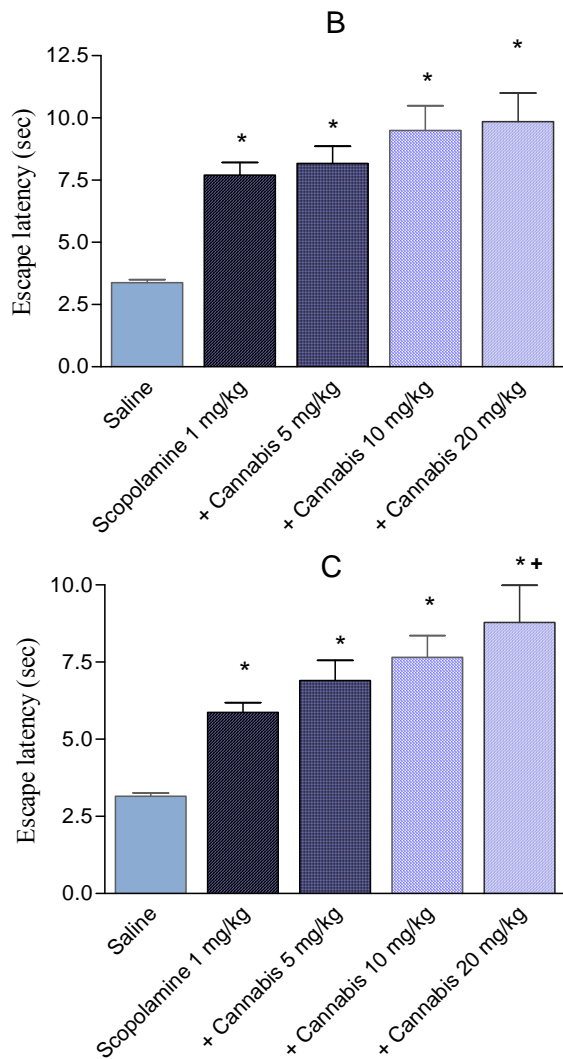 B
12.5
10.0
7.5
5.0
2.5
0.0
Escape latency (sec)
*
*
*
*
Saline
Scopolamine 1 mg/kg
+ Cannabis 5 mg/kg
+ Cannabis 10 mg/kg
+ Cannabis 20 mg/kg
C
10.0
7.5
5.0
2.5
0.0
Escape latency (sec)
*
*
*
* +
Saline
Scopolamine 1 mg/kg
+ Cannabis 5 mg/kg
+ Cannabis 10 mg/kg
+ Cannabis 20 mg/kg